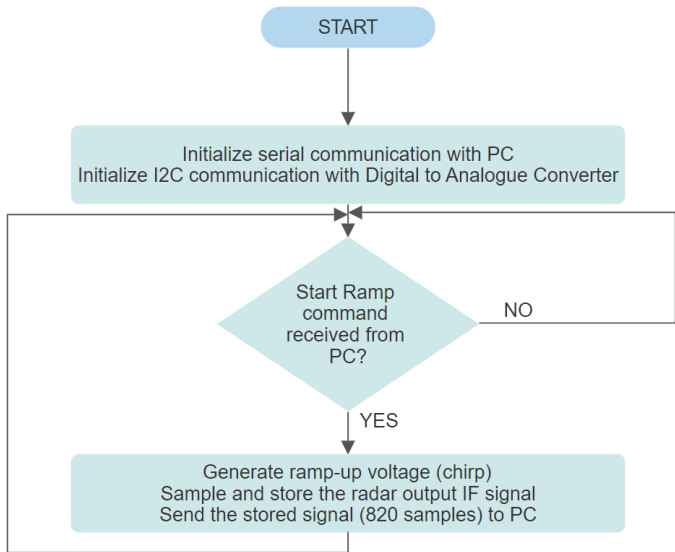 START
Initialize serial communication with PC
Initialize I2C communication with Digital to Analogue Converter
Start Ramp
command
received from
PC?
NO
YES
Generate ramp-up voltage (chirp)
Sample and store the radar output IF signal
Send the stored signal (820 samples) to PC